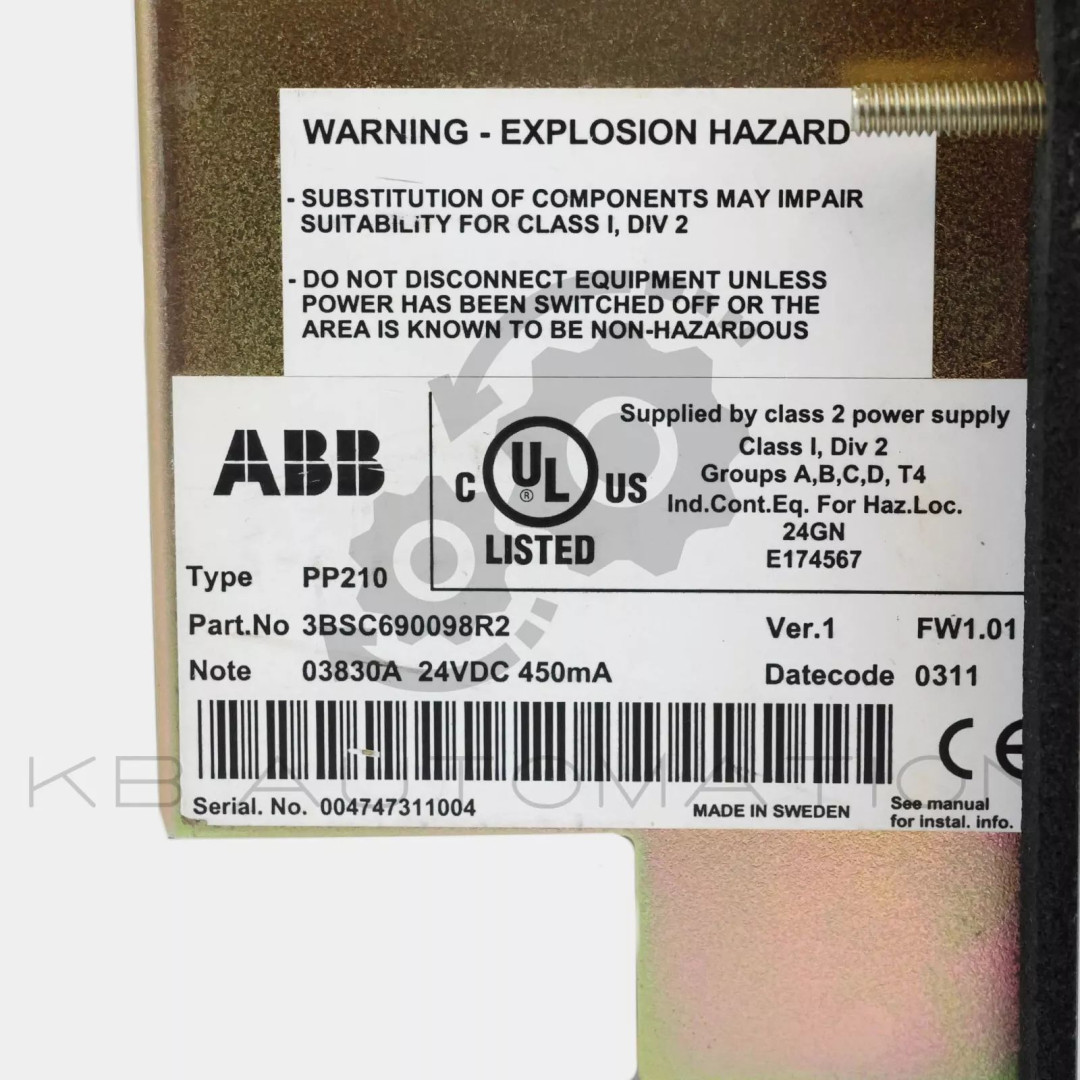 WARNING - EXPLOSION HAZARD
- SUBSTITUTION OF COMPONENTS MAY IMPAIR
SUITABILiTY FOR CLASS I, DIV 2
- DO NOT DISCONNECT EQUIPMENT UNLESS
POWER HAS BEEN SWITCHED OFF OR THE
AREA IS KNOWN TO BE NON-HAZARDOUS
ABB
C UL ® US
LISTED
Supplied by class 2 power supply
Class I, Div 2
Groups A,B,C,D, T4
Ind.Cont.Eq. For Haz.Loc.
24GN
E174567
Type PP210
Part.No 3BSC690098R2 Ver.1 FW1.01
Note 03830A 24VDC 450mA Datecode 0311
CE
KB AUTOMATION
Serial. No. 004747311004 MADE IN SWEDEN
See manual
for instal. info.